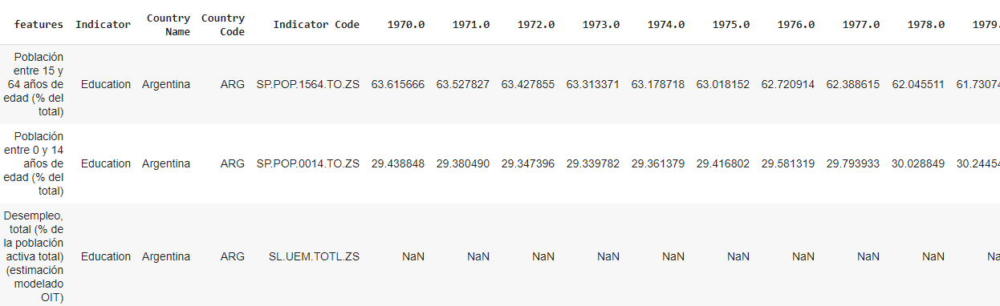 features Indicator Country Name Country Code Indicator Code 1970.0 1971.0 1972.0 1973.0 1974.0 1975.0 1976.0 1977.0 1978.0 1979.
Población
entre 15 y
64 años de
edad (% del
total)
Education Argentina ARG SP.POP.1564.TO.ZS 63.615666 63.527827 63.427855 63.313371 63.178718 63.018152 62.720914 62.388615 62.045511 61.73074
Población
entre 0 y 14
años de
edad (% del
total)
Education Argentina ARG SP.POP.0014.TO.ZS 29.438848 29.380490 29.347396 29.339782 29.361379 29.416802 29.581319 29.793933 30.028849 30.24454
Desempleo,
total (% de
la población
activa total)
(estimación
modelado
OIT)
Education Argentina ARG SL.UEM.TOTL.ZS NaN NaN NaN NaN NaN NaN NaN NaN NaN Na